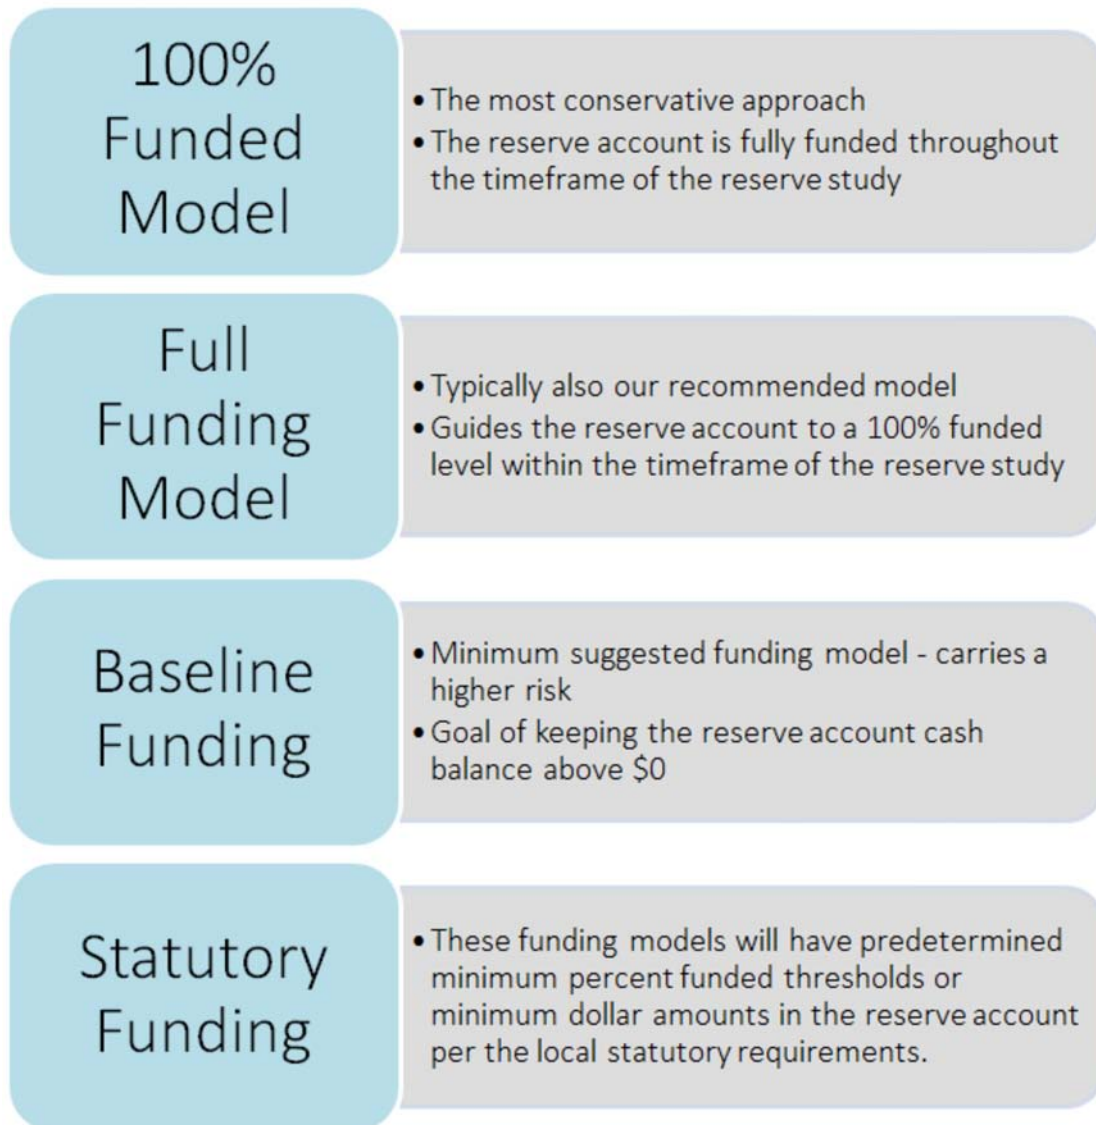 100%
Funded
Model
• The most conservative approach
• The reserve account is fully funded throughout
the timeframe of the reserve study
Full
Funding
Model
• Typically also our recommended model
• Guides the reserve account to a 100% funded
level within the timeframe of the reserve study
Baseline
Funding
• Minimum suggested funding model - carries a
higher risk
• Goal of keeping the reserve account cash
balance above $0
Statutory
Funding
• These funding models will have predetermined
minimum percent funded thresholds or
minimum dollar amounts in the reserve account
per the local statutory requirements.